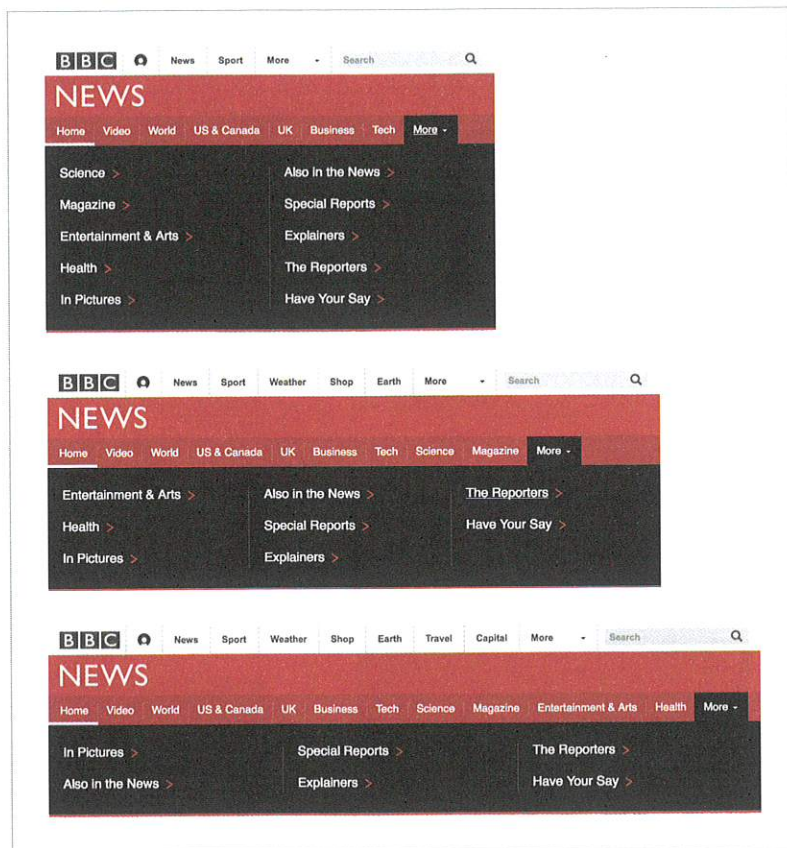 BBC News Sport More Search
NEWS
Home Video World US & Canada UK Business Tech More
Science > Also in the News >
Magazine > Special Reports >
Entertainment & Arts > Explainers >
Health > The Reporters >
In Pictures > Have Your Say >
BBC News Sport Weather Shop Earth More Search
NEWS
Home Video World US & Canada UK Business Tech Science Magazine More
Entertainment & Arts > Also in the News > The Reporters >
Health > Special Reports > Have Your Say >
In Pictures > Explainers >
BBC News Sport Weather Shop Earth Travel Capital More Search
NEWS
Home Video World US & Canada UK Business Tech Science Magazine Entertainment & Arts Health More
In Pictures > Special Reports > The Reporters >
Also in the News > Explainers > Have Your Say >